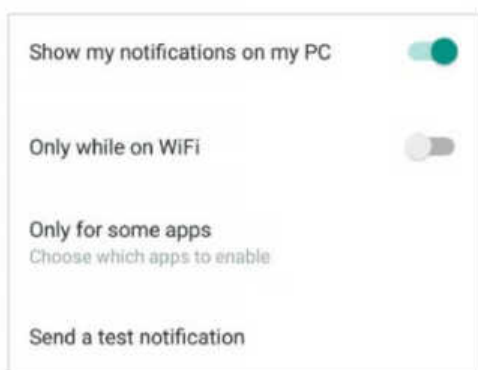 Show my notifications on my PC
Only while on WiFi
Only for some apps
Choose which apps to enable
Send a test notification